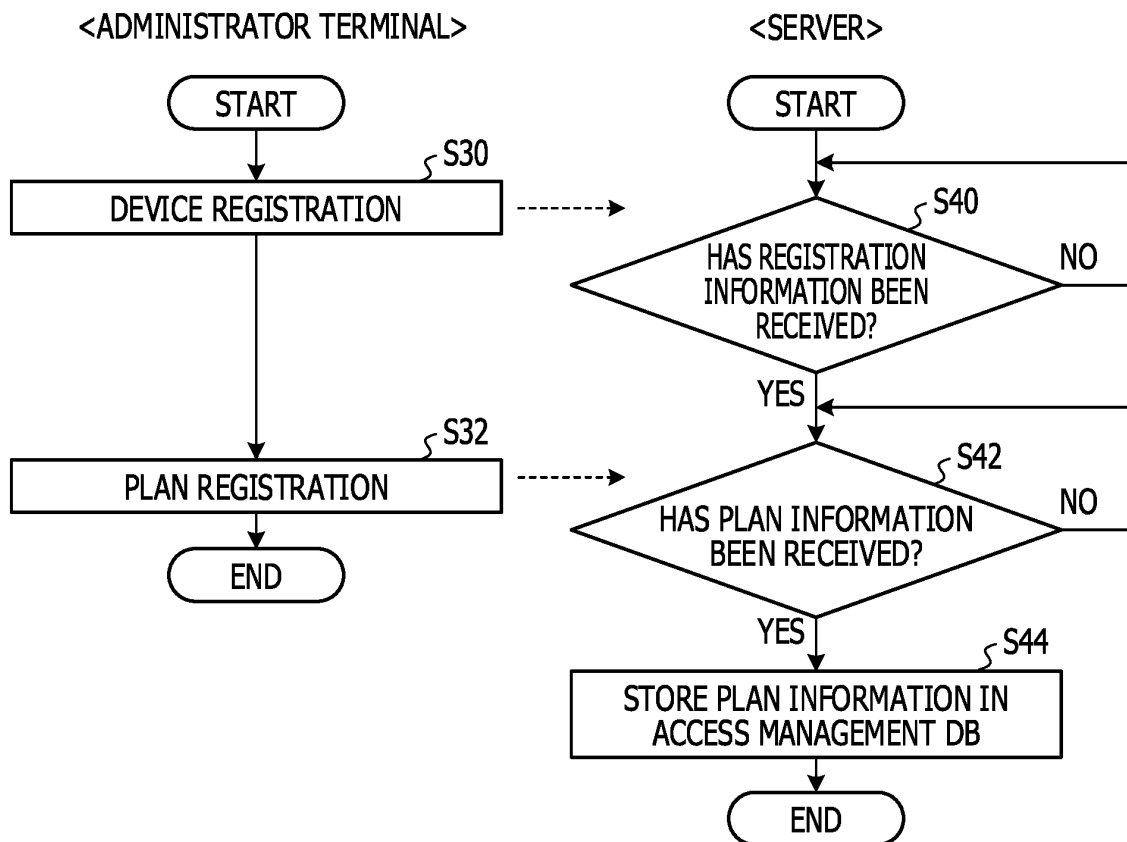 <ADMINISTRATOR TERMINAL>
START
S30
DEVICE REGISTRATION
S32
PLAN REGISTRATION
END
<SERVER>
START
S40
HAS REGISTRATION
INFORMATION BEEN
RECEIVED?
NO
YES
S42
HAS PLAN INFORMATION
BEEN RECEIVED?
NO
YES
S44
STORE PLAN INFORMATION IN
ACCESS MANAGEMENT DB
END